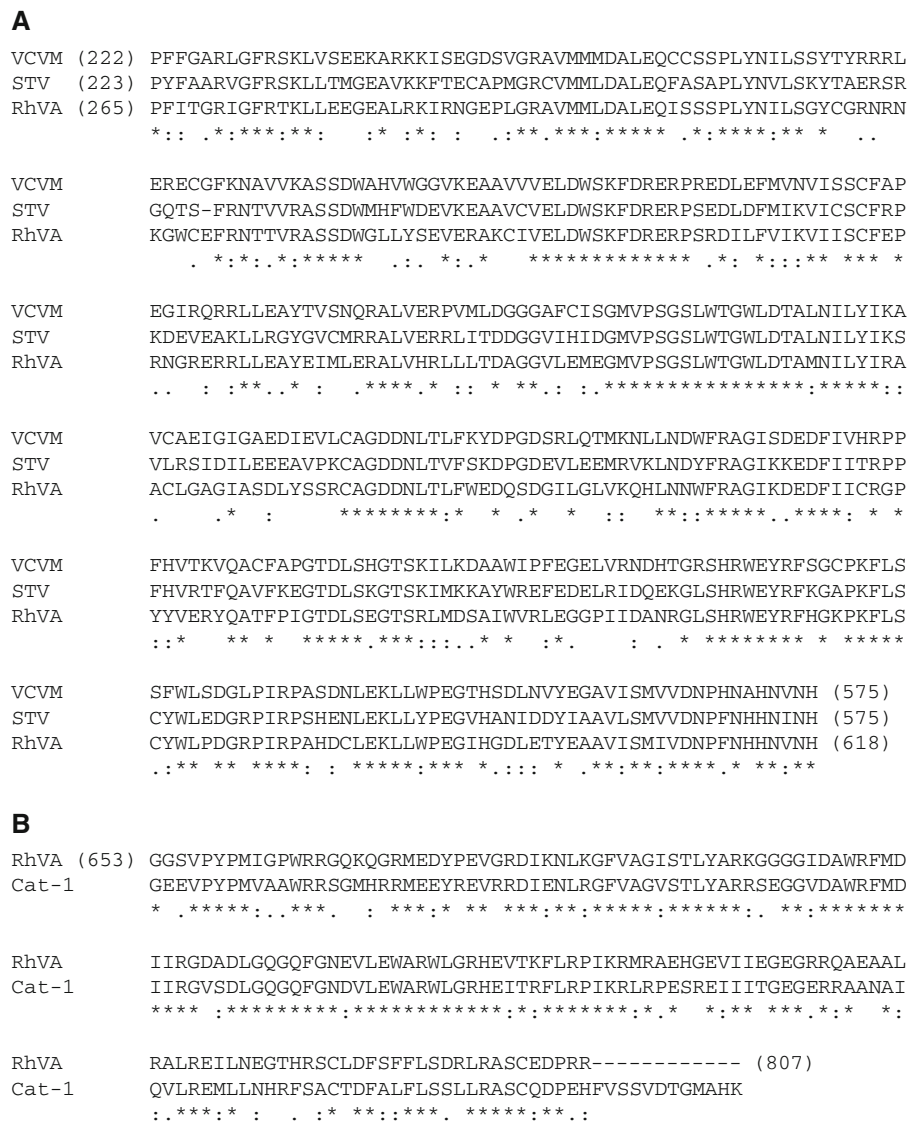 A
VCVM (222) PFFGARLGFRSKLVSEEKARKKISEGDSVGRAVMMMDALEQCCSSPLYNILSSYTYRRRL
STV (223) PYFAARVGFRSKLLTMGEAVKKFTECAPMGRCVMMLDALEQFASAPLYNVLSKYTAERSR
RhVA (265) PFITGRIGFRTKLLEEGEALRKIRNGEPLGRAVMMLDALEQISSSPLYNILSGYCGRNRN
*:: .*:***:** :* :*: .: :**.***:***** .*:****:** * ..
VCVM ERECGFKNAVVKASSDWAHVWGGVKEAAVVVELDWSKFDRERPREDLEFMVNVISSCFAP
STV GQTS-FRNTVVRASSDWMHFWDEVKEAAVCVELDWSKFDRERPSEDLDFMIKVICSCFRP
RhVA KGWCEFRNTTVRASSDWGLLYSEVERAKCIVELDWSKFDRERPSRDILFVIKVIISCFEP
. *:*:.*:***** .:. *:.* ************* .*: *:::** *** *
VCVM EGIRQRRLLEAYTVSNQRALVERPVMLDGGGAFCISGMVPSGSLWTGWLDTALNILYIKA
STV KDEVEAKLLRGYGVCMRRALVERRLITDDGGVIHIDGMVPSGSLWTGWLDTALNILYIKS
RhVA RNGRERRLLEAYEIMLERALVHRLLLTDAGGVLEMEGMVPSGSLWTGWLDTAMNILYIRA
.. : :**..* : .****.* :: * **.: :.****************:*****::
VCVM VCAEIGIGAEDIEVLCAGDDNLTLFKYDPGDSRLQTMKNLLNDWFRAGISDEDFIVHRPP
STV VLRSIDILEEEAVPKCAGDDNLTVFSKDPGDEVLEEMRVKLNDYFRAGIKKEDFIITRPP
RhVA ACLGAGIASDLYSSRCAGDDNLTLFWEDQSDGILGLVKQHLNNWFRAGIKDEDFIICRGP
. .* : ********:* * .* * :: **::*****..****: * *
VCVM FHVTKVQACFAPGTDLSHGTSKILKDAAWIPFEGELVRNDHTGRSHRWEYRFSGCPKFLS
STV FHVRTFQAVFKEGTDLSKGTSKIMKKAYWREFEDELRIDQEKGLSHRWEYRFKGAPKFLS
RhVA YYVERYQATFPIGTDLSEGTSRLMDSAIWVRLEGGPIIDANRGLSHRWEYRFHGKPKFLS
::* ** * *****.***:::..* * :*. : . * ******** * *****
VCVM SFWLSDGLPIRPASDNLEKLLWPEGTHSDLNVYEGAVISMVVDNPHNAHNVNH (575)
STV CYWLEDGRPIRPSHENLEKLLYPEGVHANIDDYIAAVLSMVVDNPFNHHNINH (575)
RhVA CYWLPDGRPIRPAHDCLEKLLWPEGIHGDLETYEAAVISMIVDNPFNHHNVNH (618)
.:** ** ****: : *****:*** *.::: * .**:**:****.* **:**
B
RhVA (653) GGSVPYPMIGPWRRGQKQGRMEDYPEVGRDIKNLKGFVAGISTLYARKGGGGIDAWRFMD
Cat-1 GEEVPYPMVAAWRRSGMHRRMEEYREVRRDIENLRGFVAGVSTLYARRSEGGVDAWRFMD
* .*****:..***. : ***:* ** ***:**:*****:******:. **:*******
RhVA IIRGDADLGQGQFGNEVLEWARWLGRHEVTKFLRPIKRMRAEHGEVIIEGEGRRQAEAAL
Cat-1 IIRGVSDLGQGQFGNDVLEWARWLGRHEITRFLRPIKRLRPESREIIITGEGERRAANAI
**** :*********:************:*:*******:*.* *:** ***.*:* *:
RhVA RALREILNEGTHRSCLDFSFFLSDRLRASCEDPRR------------ (807)
Cat-1 QVLREMLLNHRFSACTDFALFLSSLLRASCQDPEHFVSSVDTGMAHK
:.***:* : . :* **::***. *****:**.: